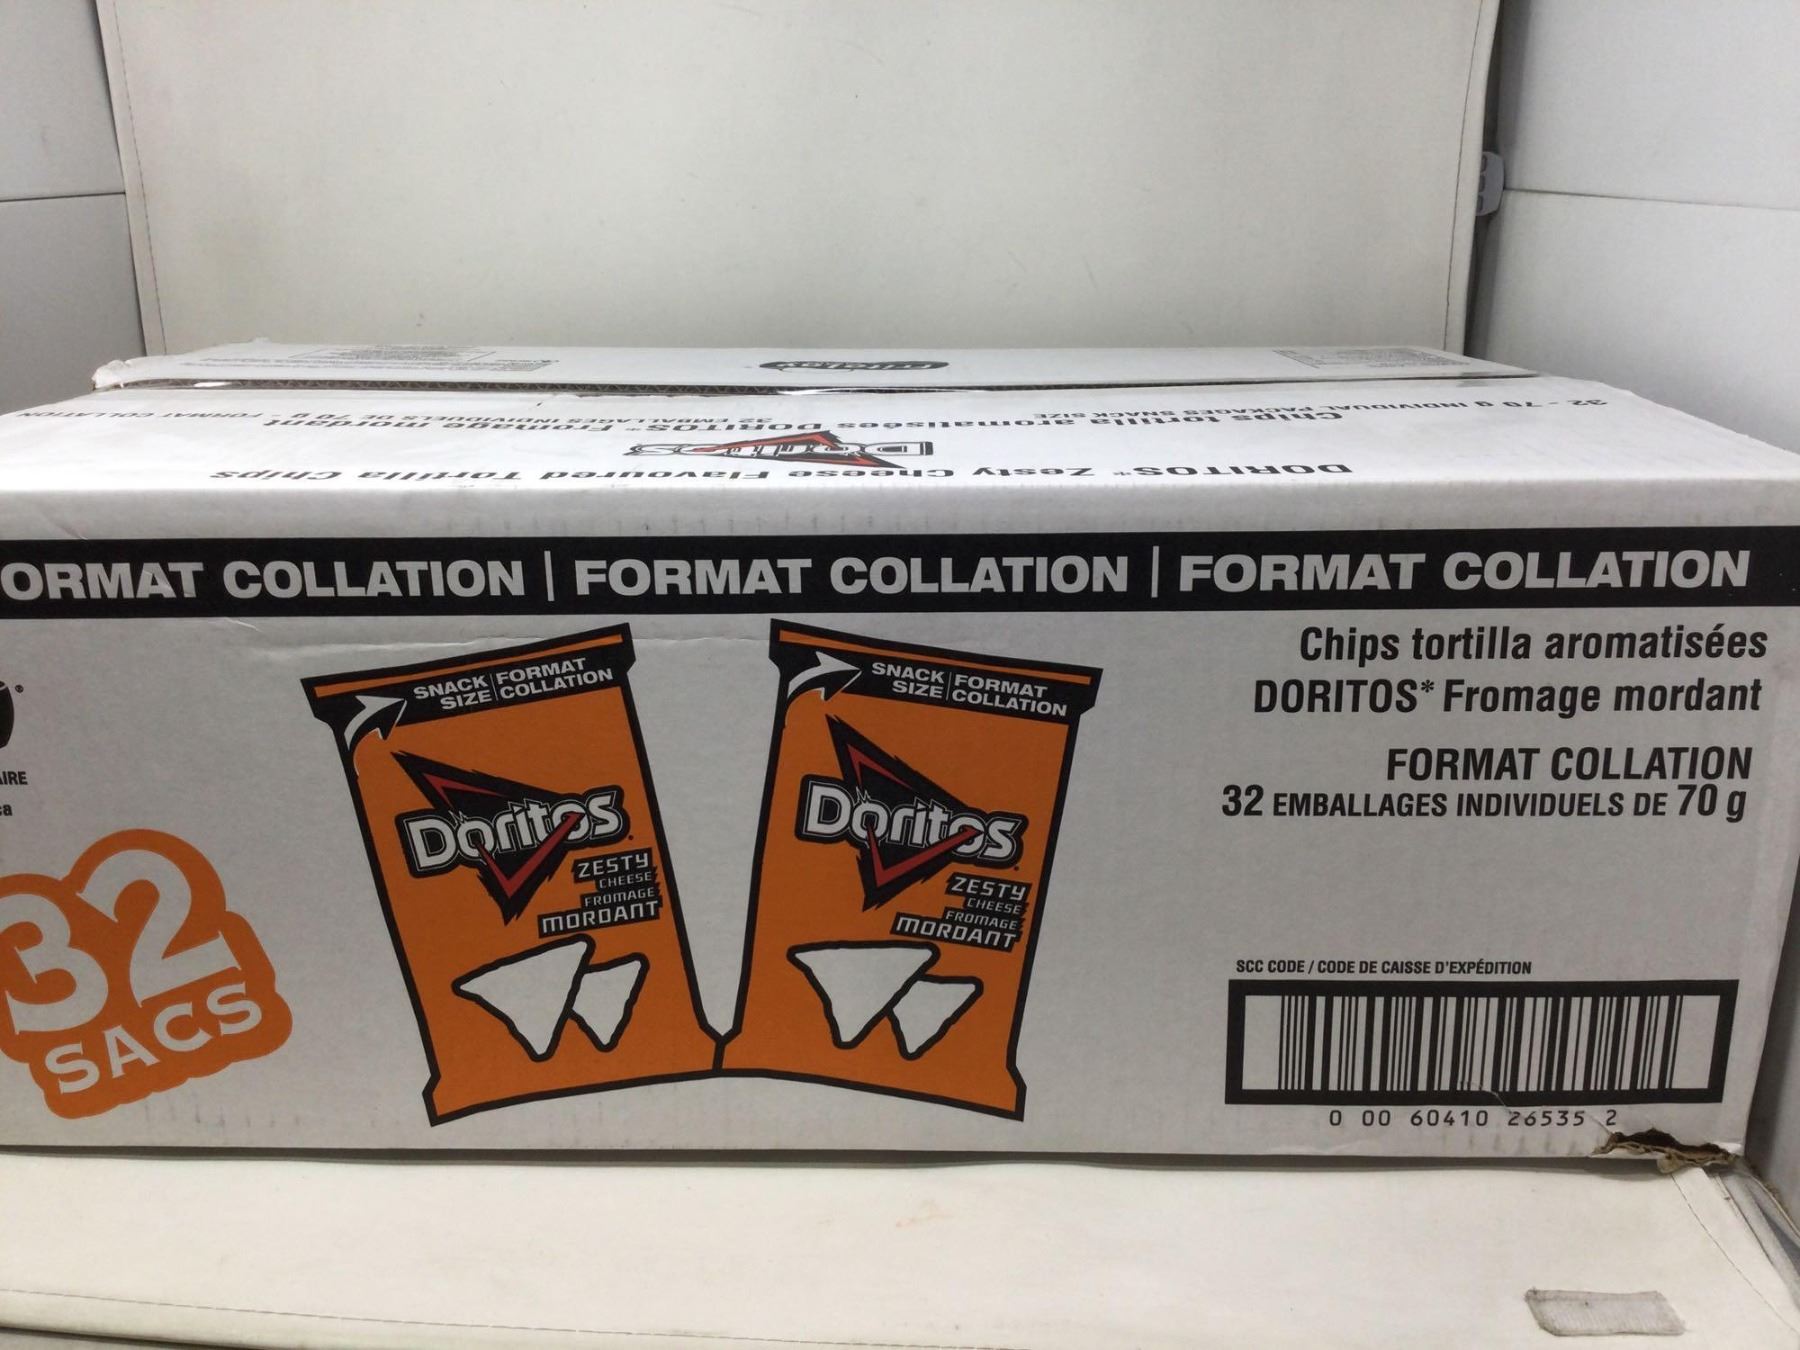 DORITOS* Zesty Cheese Flavoured Tortilla Chips
Doritos
Chips tortilla aromatisées DORITOS* Fromage mordant
32 - 70 g INDIVIDUAL PACKAGES SNACK SIZE
32 EMBALLAGES INDIVIDUELS DE 70 g - FORMAT COLLATION
ORMAT COLLATION | FORMAT COLLATION | FORMAT COLLATION
AIRE
ca
32
SACS
SNACK SIZE | FORMAT COLLATION
Doritos
ZESTY
CHEESE
FROMAGE
MORDANT
SNACK SIZE | FORMAT COLLATION
Doritos
ZESTY
CHEESE
FROMAGE
MORDANT
Chips tortilla aromatisées
DORITOS* Fromage mordant
FORMAT COLLATION
32 EMBALLAGES INDIVIDUELS DE 70 g
SCC CODE / CODE DE CAISSE D'EXPÉDITION
0 00 60410 26535 2